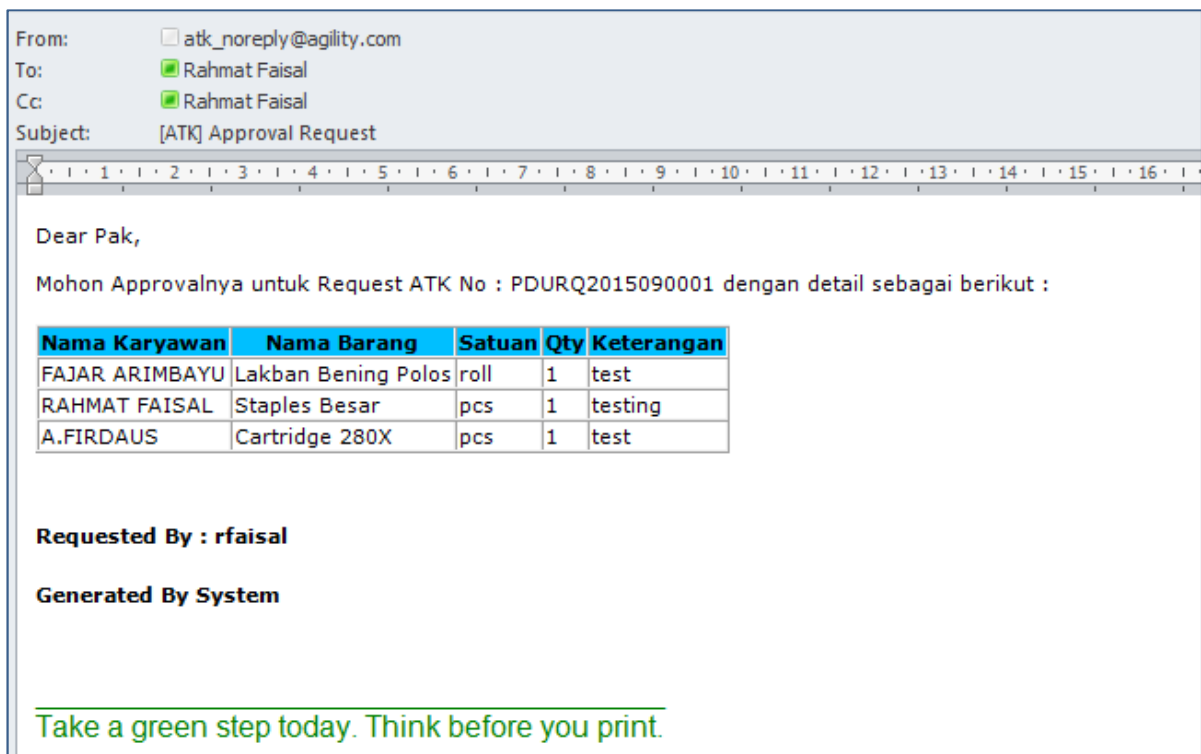 From: atk_noreply@agility.com
To: Rahmat Faisal
Cc: Rahmat Faisal
Subject: [ATK] Approval Request
1 2 3 4 5 6 7 8 9 10 11 12 13 14 15 16
Dear Pak,
Mohon Approvalnya untuk Request ATK No : PDURQ2015090001 dengan detail sebagai berikut :
Nama Karyawan Nama Barang Satuan Qty Keterangan
FAJAR ARIMBAYU Lakban Bening Polos roll 1 test
RAHMAT FAISAL Staples Besar pcs 1 testing
A.FIRDAUS Cartridge 280X pcs 1 test
Requested By : rfaisal
Generated By System
Take a green step today. Think before you print.